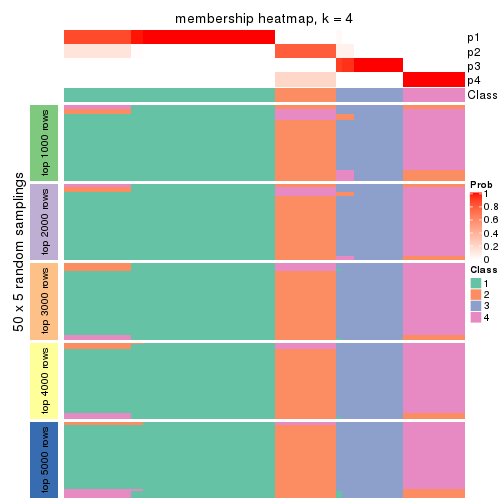 membership heatmap, k = 4
p1
p2
p3
p4
Class
50 x 5 random samplings
top 1000 rows
top 2000 rows
top 3000 rows
top 4000 rows
top 5000 rows
Prob
1
0.8
0.6
0.4
0.2
0
Class
1
2
3
4